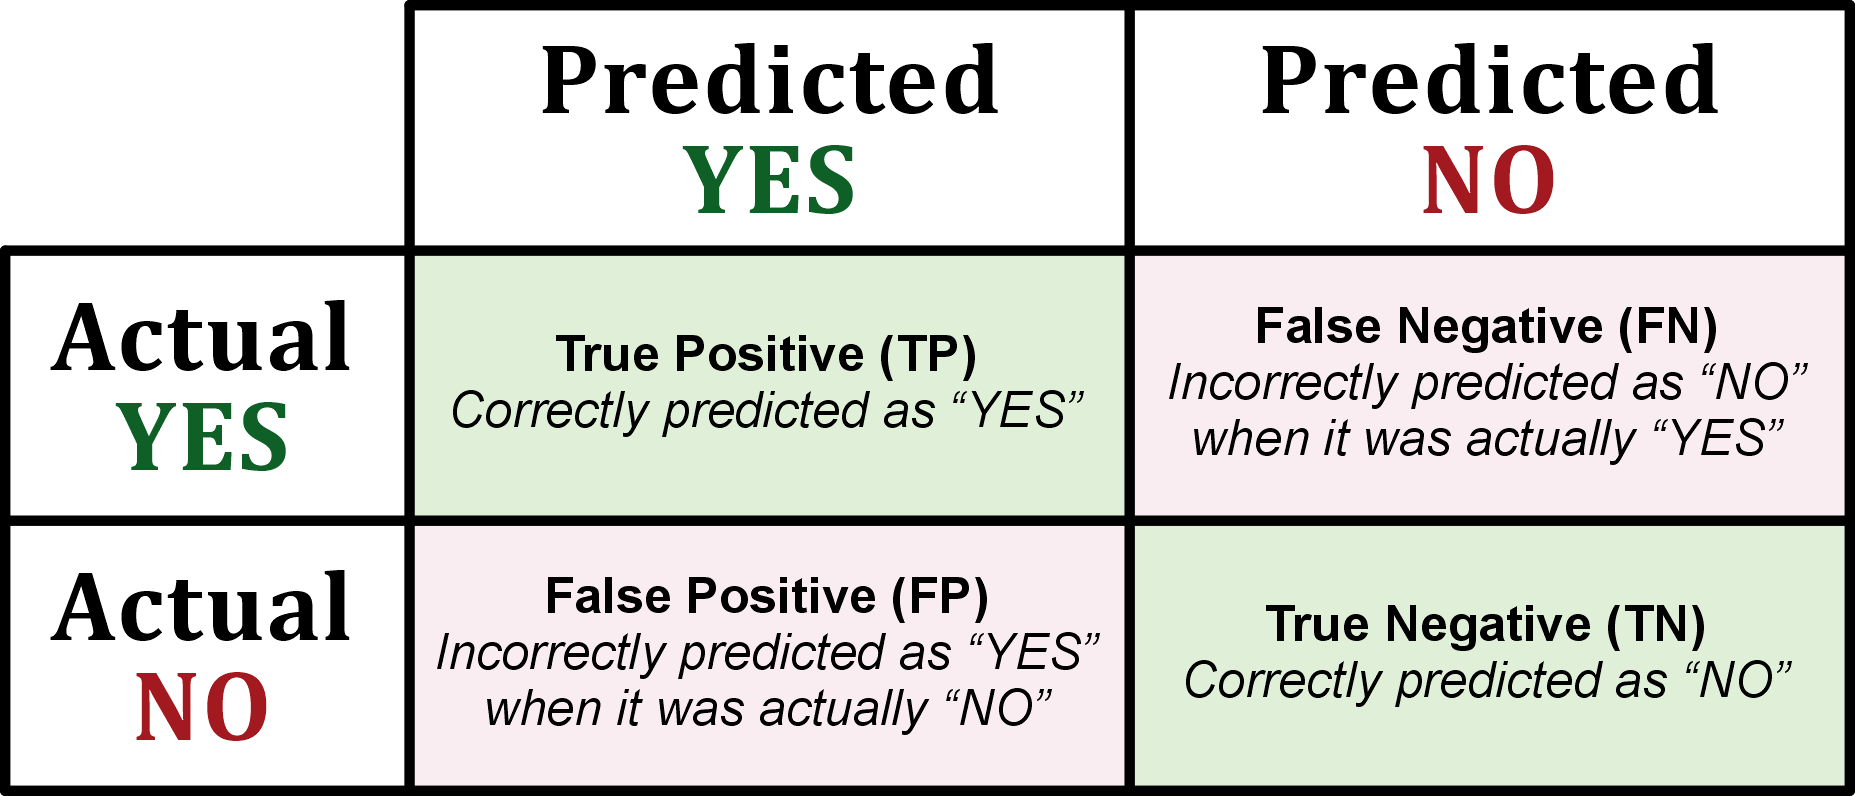 Predicted
YES
Predicted
NO
Actual
YES
True Positive (TP)
Correctly predicted as “YES”
False Negative (FN)
Incorrectly predicted as “NO”
when it was actually “YES”
Actual
NO
False Positive (FP)
Incorrectly predicted as “YES”
when it was actually “NO”
True Negative (TN)
Correctly predicted as “NO”